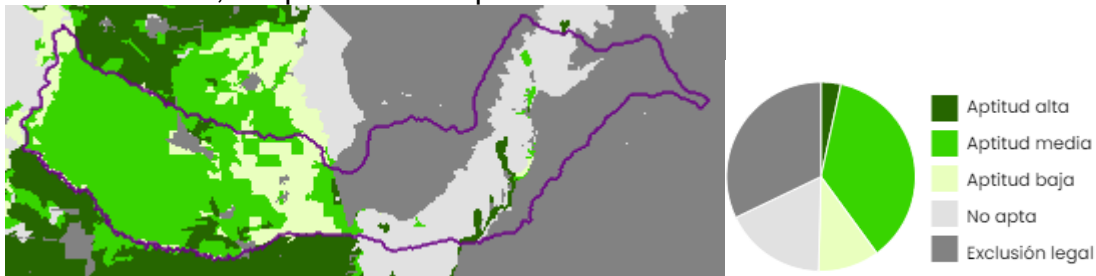 Aptitud alta
Aptitud media
Aptitud baja
No apta
Exclusión legal